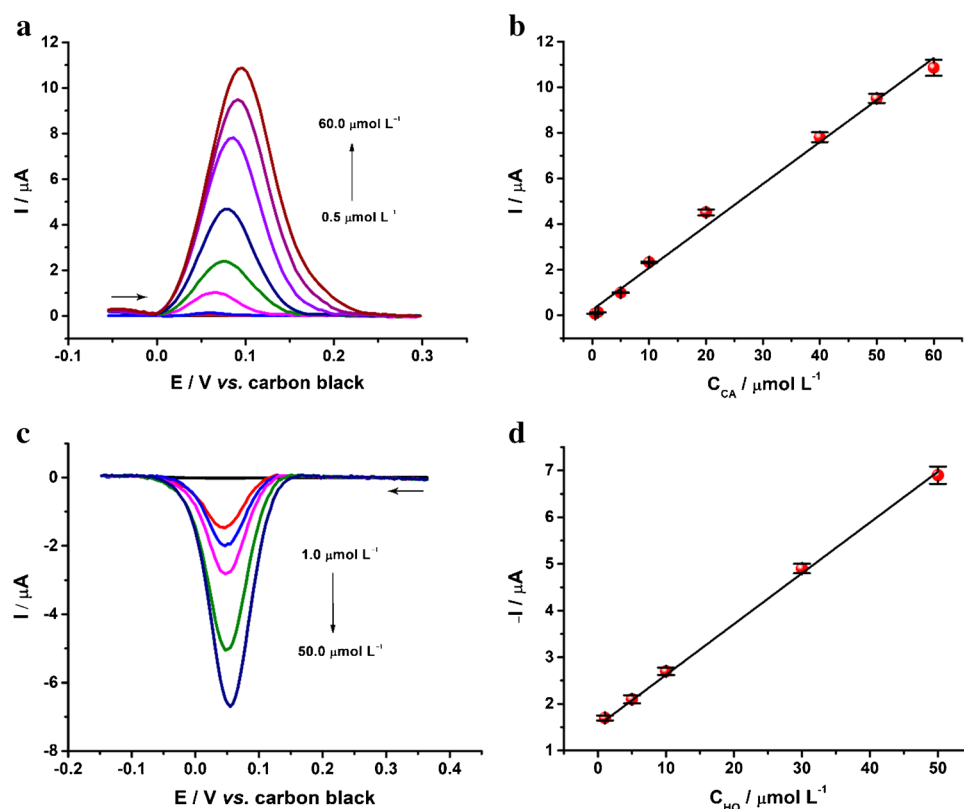 a
12
10
8
6
4
2
0
I / μA
60.0 μmol L⁻¹
0.5 μmol L⁻¹
-0.1 0.0 0.1 0.2 0.3
E / V vs. carbon black
b
12
10
8
6
4
2
0
I / μA
0 10 20 30 40 50 60
C_CA / μmol L⁻¹
c
0
-2
-4
-6
-8
I / μA
1.0 μmol L⁻¹
50.0 μmol L⁻¹
-0.2 -0.1 0.0 0.1 0.2 0.3 0.4
E / V vs. carbon black
d
7
6
5
4
3
2
1
-I / μA
0 10 20 30 40 50
C_HQ / μmol L⁻¹